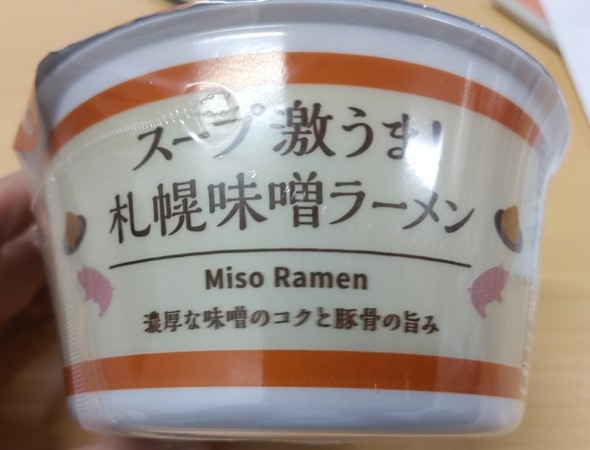 スープ激うま!
札幌味噌ラーメン
Miso Ramen
濃厚な味噌のコクと豚骨の旨み